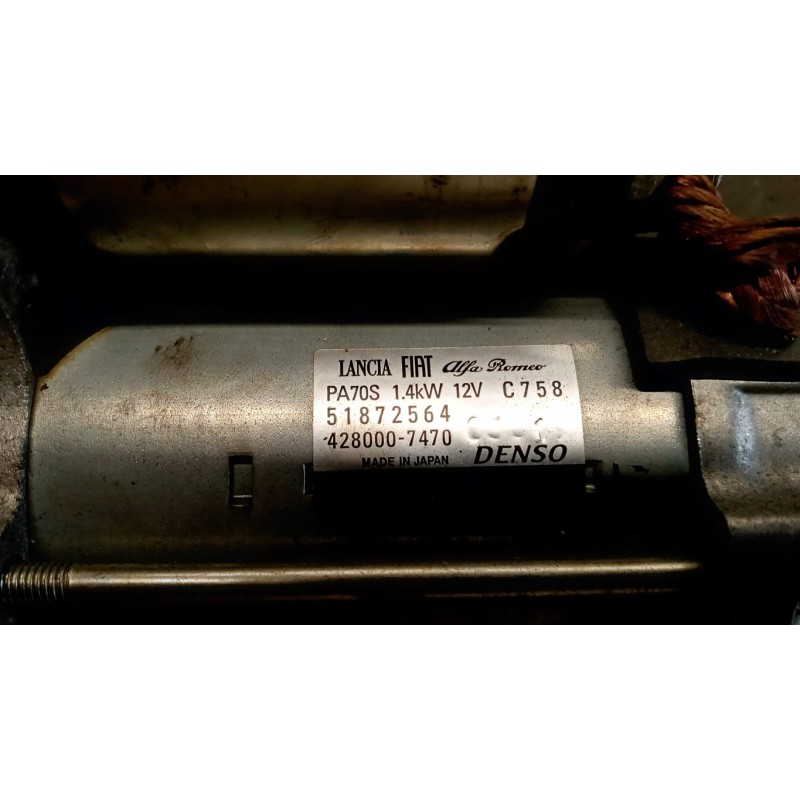 LANCIA FIAT Alfa Romeo
PA70S 1.4kW 12V C758
51872564
428000-7470
MADE IN JAPAN DENSO